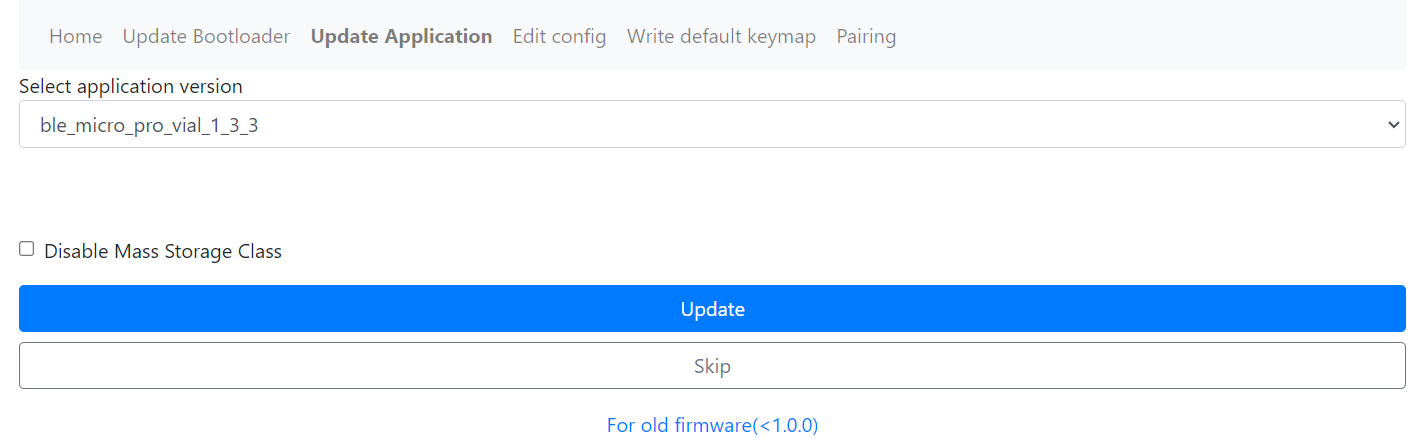 Home Update Bootloader Update Application Edit config Write default keymap Pairing
Select application version
ble_micro_pro_vial_1_3_3
Disable Mass Storage Class
Update
Skip
For old firmware(<1.0.0)